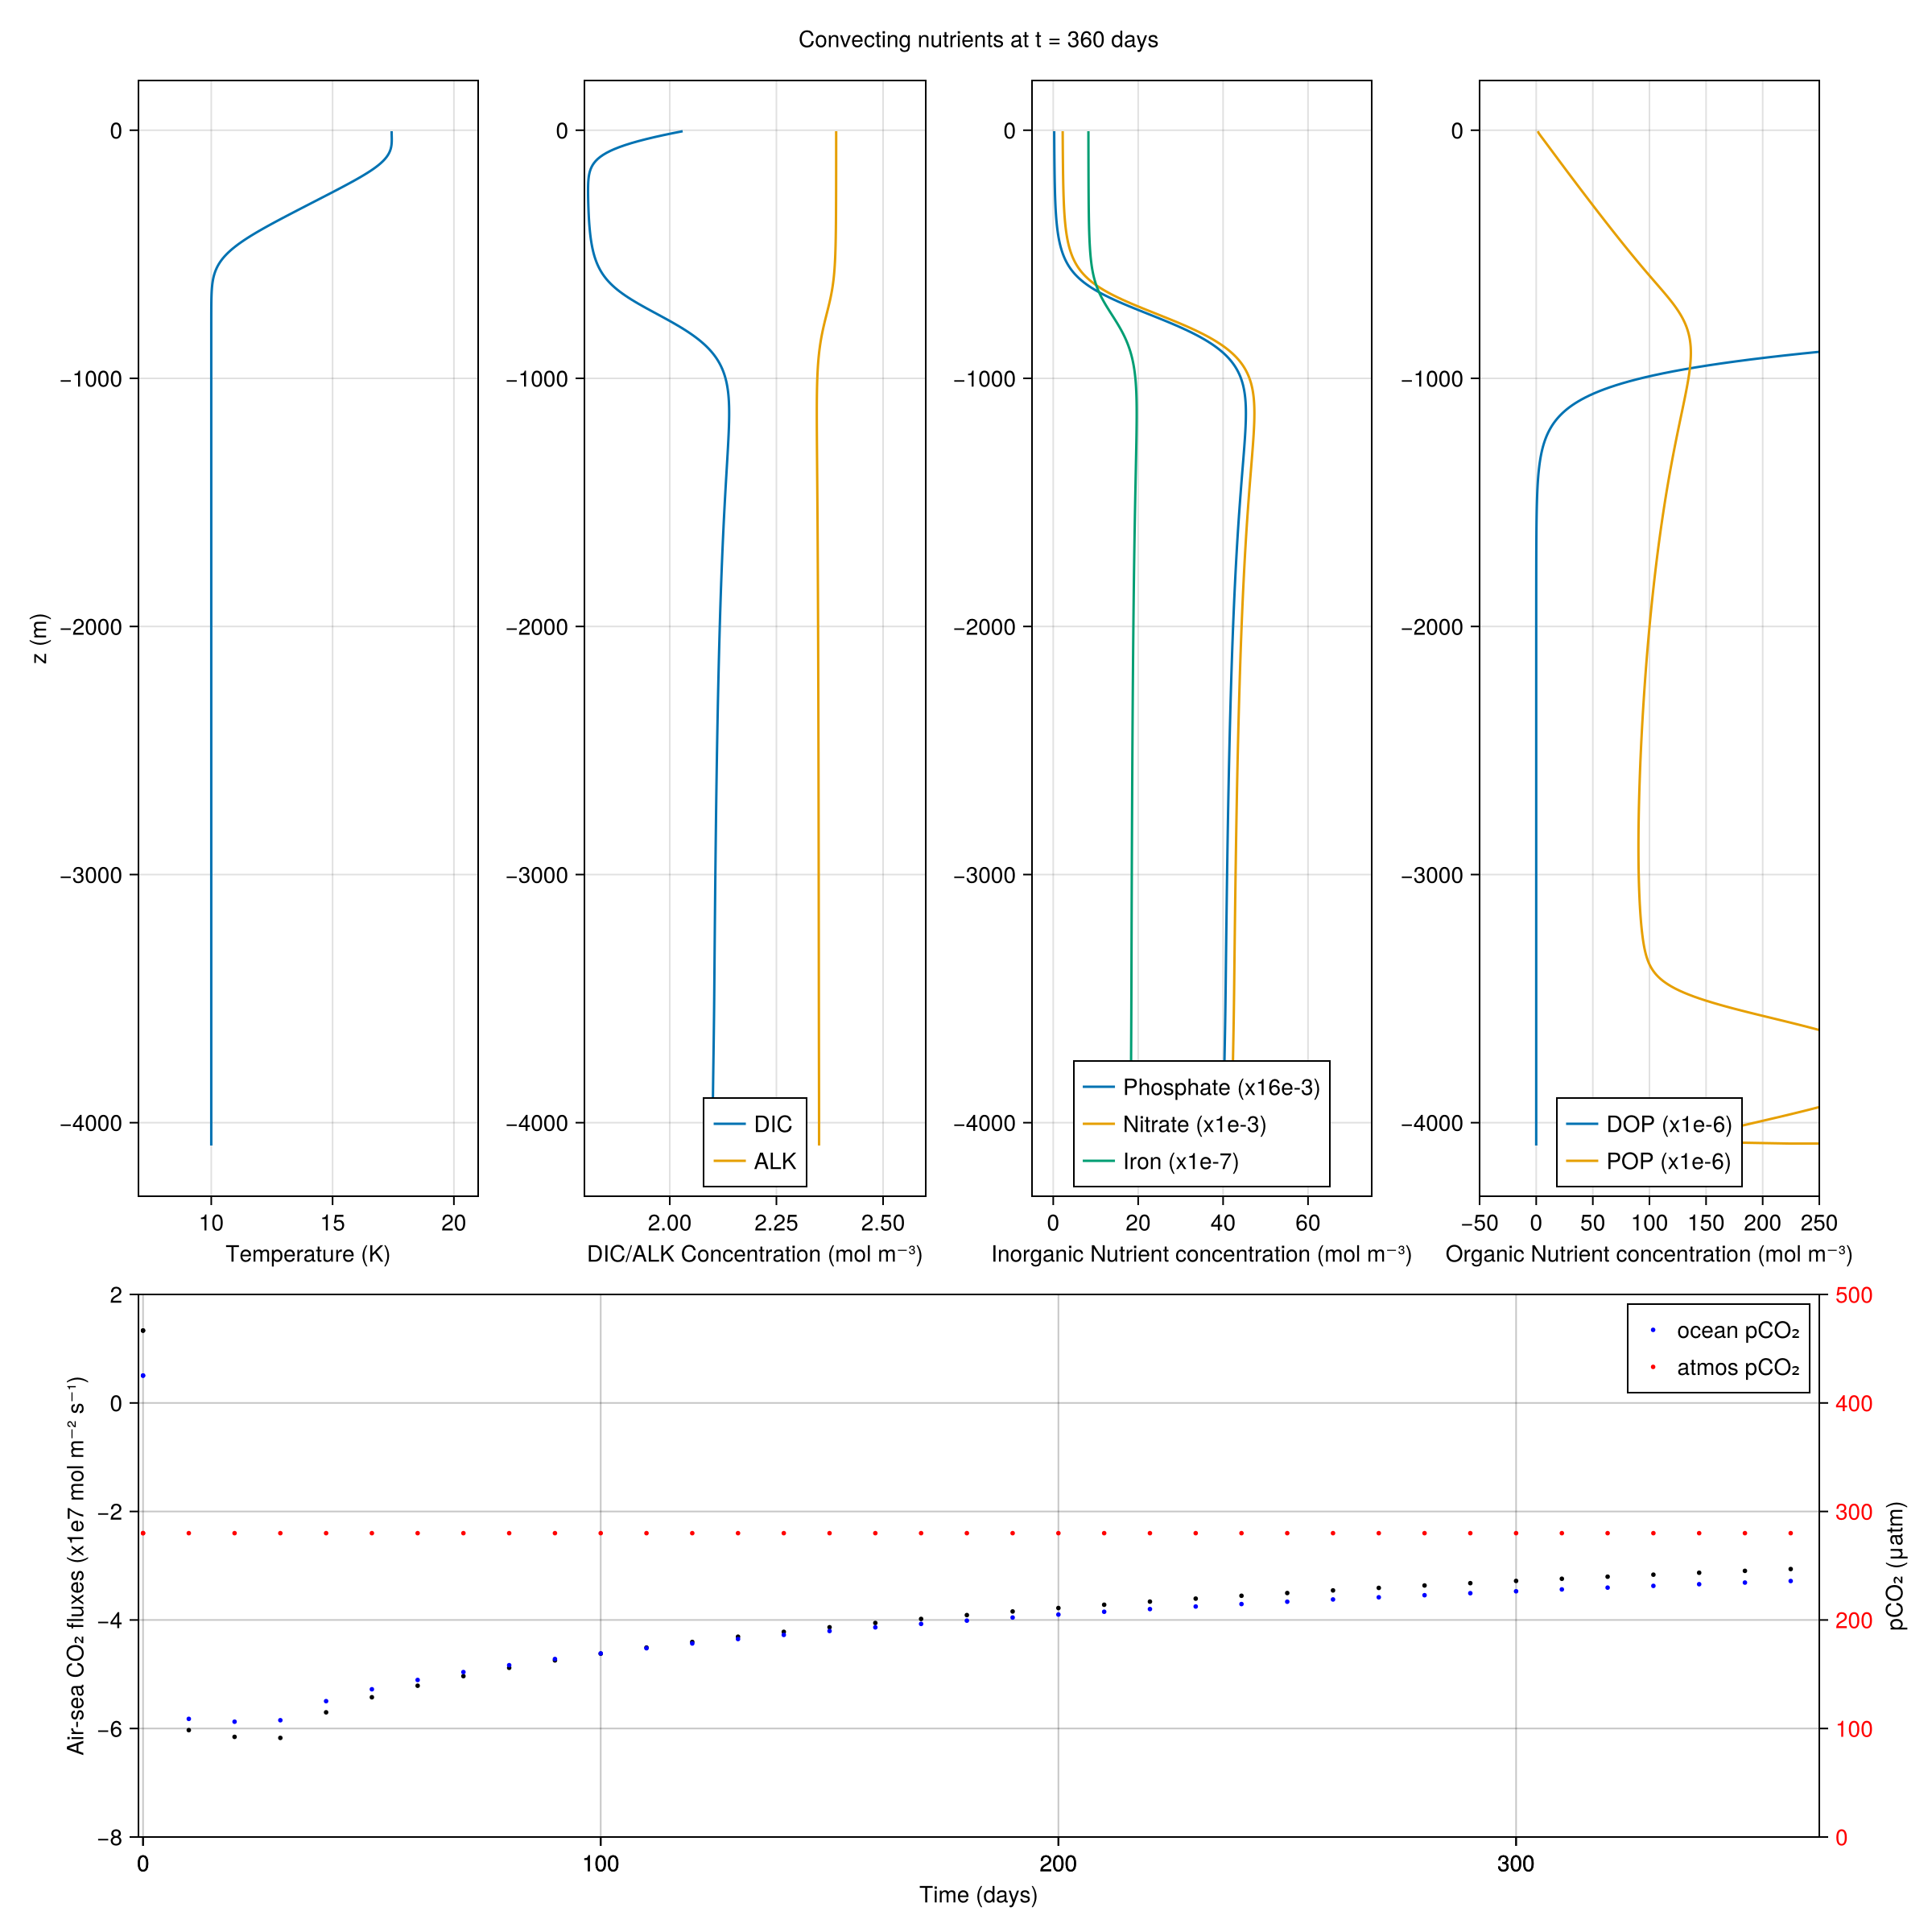 Convecting nutrients at t = 360 days
z (m)
0
−1000
−2000
−3000
−4000
10 15 20
Temperature (K)
0
−1000
−2000
−3000
−4000
DIC
ALK
2.00 2.25 2.50
DIC/ALK Concentration (mol m⁻³)
0
−1000
−2000
−3000
−4000
Phosphate (x16e-3)
Nitrate (x1e-3)
Iron (x1e-7)
0 20 40 60
Inorganic Nutrient concentration (mol m⁻³)
0
−1000
−2000
−3000
−4000
DOP (x1e-6)
POP (x1e-6)
−50 0 50 100 150 200 250
Organic Nutrient concentration (mol m⁻³)
Air-sea CO₂ fluxes (x1e7 mol m⁻² s⁻¹)
2
0
−2
−4
−6
−8
ocean pCO₂
atmos pCO₂
500
400
300
200
100
0
pCO₂ (μatm)
0 100 200 300
Time (days)